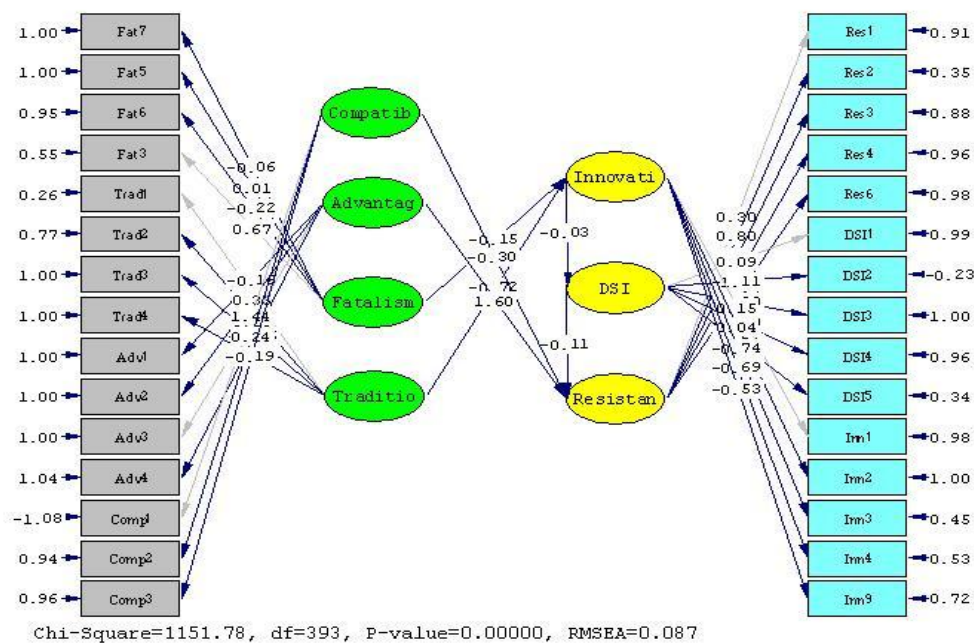 1.00 Fat7 Res1 0.91
1.00 Fat5 Res2 0.35
0.95 Fat6 Compatib Res3 0.88
0.55 Fat3 Res4 0.96
0.26 Trad1 Advantag Innovati Res6 0.98
0.77 Trad2 DSI1 0.99
1.00 Trad3 Fatalism DSI DSI2 -0.23
1.00 Trad4 DSI3 1.00
1.00 Adv1 DSI4 0.96
1.00 Adv2 Traditio Resistan DSI5 0.34
1.00 Adv3 Inn1 0.98
1.04 Adv4 Inn2 1.00
-1.08 Comp1 Inn3 0.45
0.94 Comp2 Inn4 0.53
0.96 Comp3 Inn9 0.72
-0.06
0.01
-0.22
0.67
1.44
0.24
-0.19
-0.15
-0.30
-0.72
1.60
-0.03
-0.11
0.30
0.80
0.09
-0.69
-0.53
Chi-Square=1151.78, df=393, P-value=0.00000, RMSEA=0.087